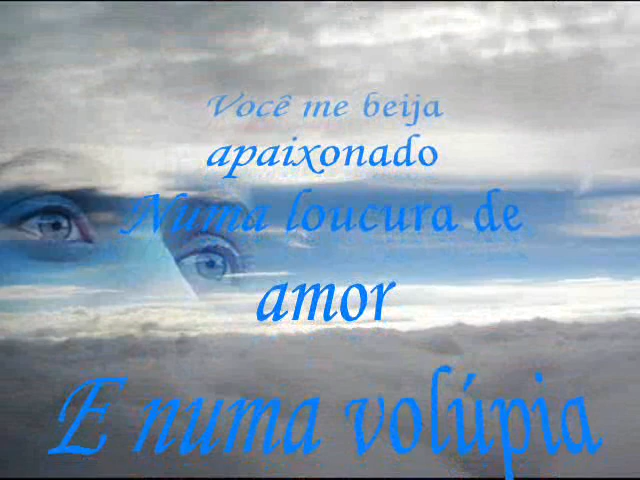 Você me beija
apaixonado
Numa loucura de
amor
E numa volúpia